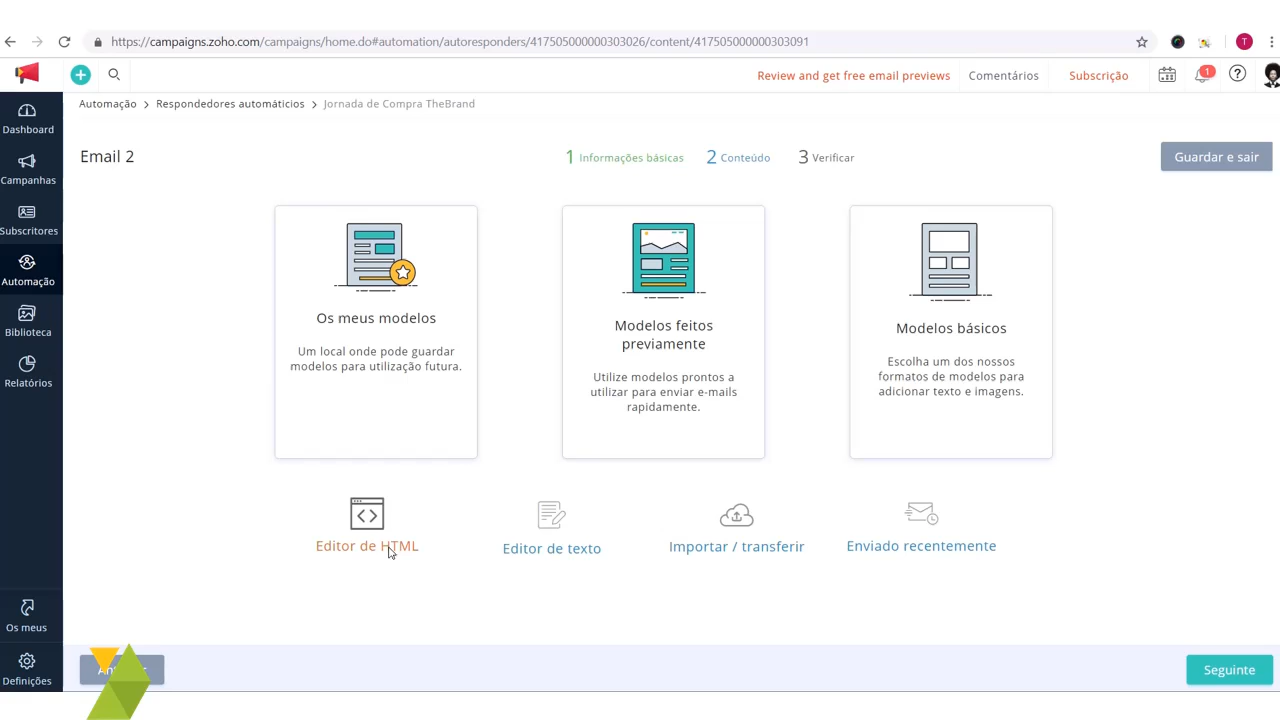 https://campaigns.zoho.com/campaigns/home.do#automation/autoresponders/417505000000303026/content/417505000000303091
T
Review and get free email previews
Comentários
Subscrição
1
Automação > Respondedores automátícios > Jornada de Compra TheBrand
Dashboard
Campanhas
Subscritores
Automação
Biblioteca
Relatórios
Os meus
Definições
Email 2
1 Informações básicas
2 Conteúdo
3 Verificar
Guardar e sair
Os meus modelos
Um local onde pode guardar
modelos para utilização futura.
Modelos feitos
previamente
Utilize modelos prontos a
utilizar para enviar e-mails
rapidamente.
Modelos básicos
Escolha um dos nossos
formatos de modelos para
adicionar texto e imagens.
Editor de HTML
Editor de texto
Importar / transferir
Enviado recentemente
Seguinte